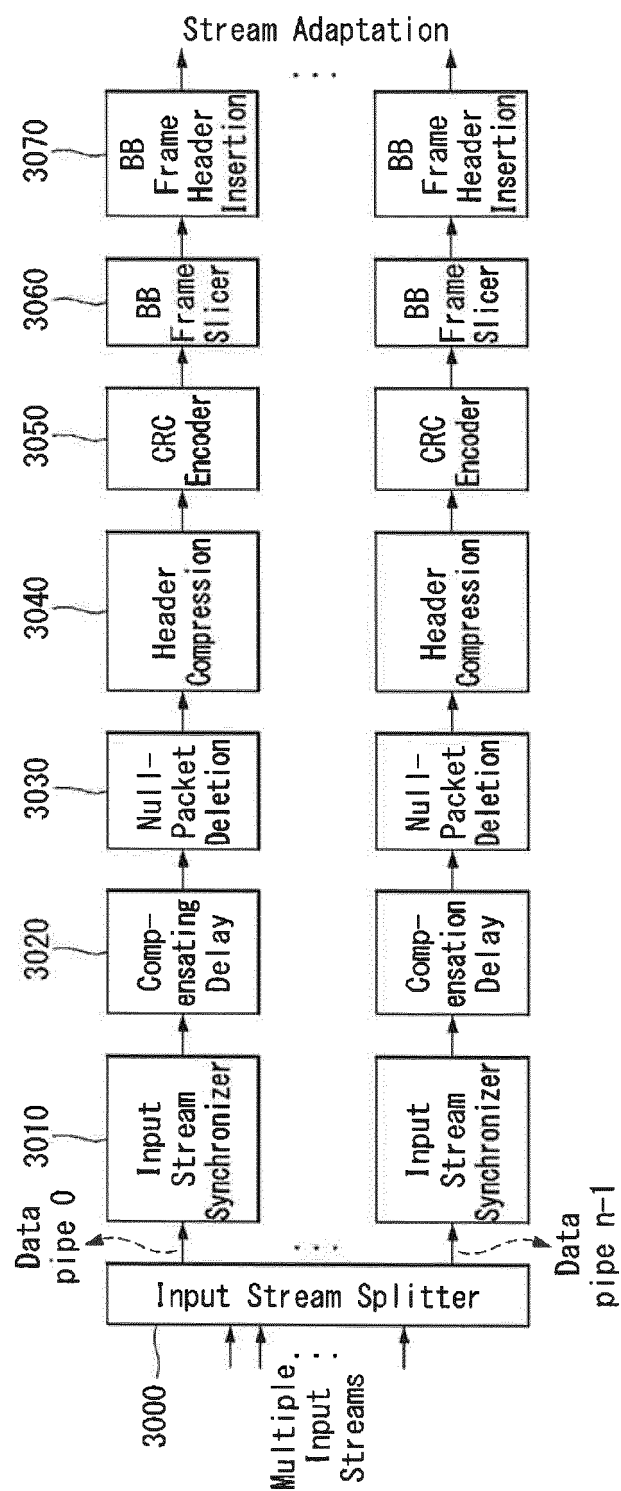 3000
3010
3020
3030
3040
3050
3060
3070
Multiple
Input
Streams
...
Input Stream Splitter
Data
pipe 0
Input
Stream
Synchronizer
Comp-
ensating
Delay
Null-
Packet
Deletion
Header
Compression
CRC
Encoder
BB
Frame
Slicer
BB
Frame
Header
Insertion
Stream Adaptation
...
...
Data
pipe n-1
Input
Stream
Synchronizer
Comp-
ensation
Delay
Null-
Packet
Deletion
Header
Compression
CRC
Encoder
BB
Frame
Slicer
BB
Frame
Header
Insertion